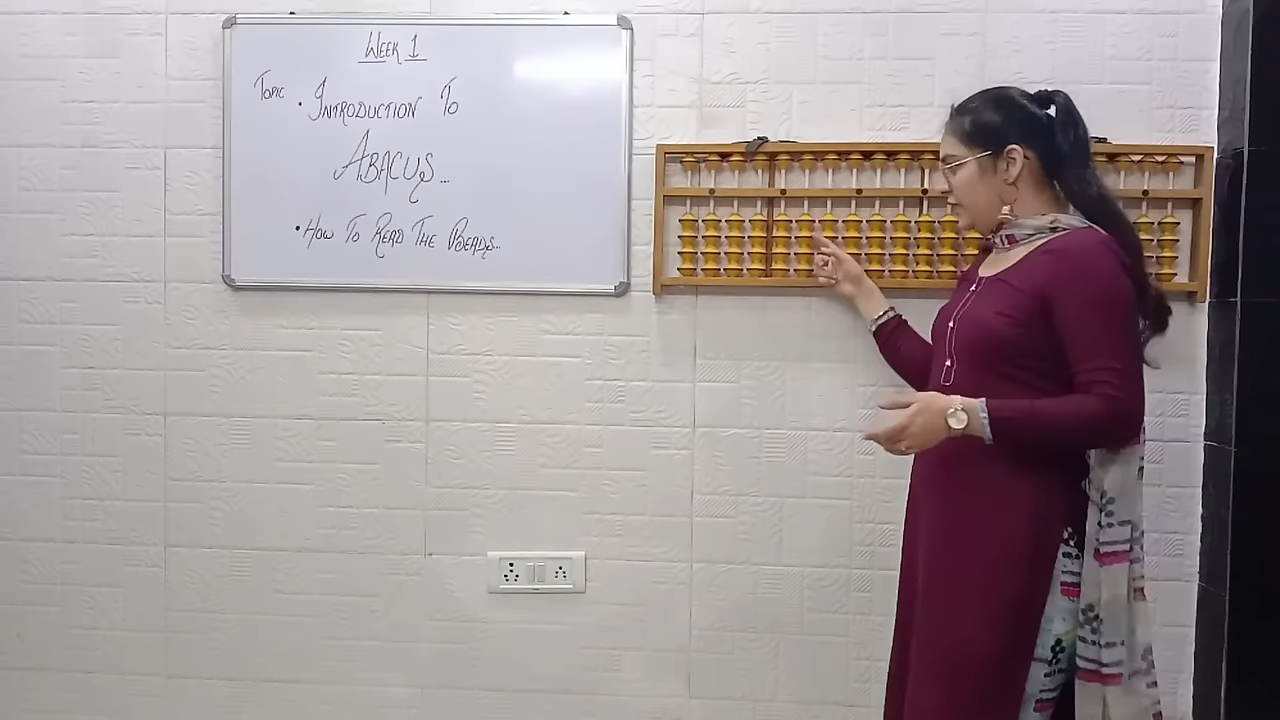 WEEK 1
TOPIC • INTRODUCTION TO
ABACUS...
• HOW TO READ THE BEADS...